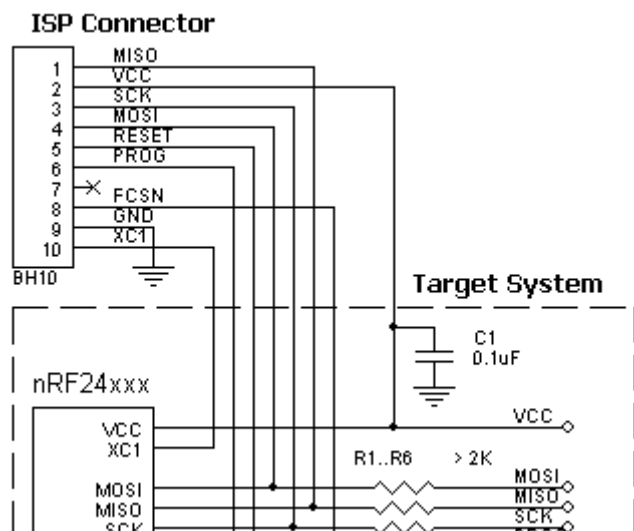 ISP Connector
1 MISO
2 VCC
3 SCK
4 MOSI
5 RESET
6 PROG
7
8 FCSN
9 GND
10 XC1
BH10
Target System
C1
0.1uF
nRF24xxx
VCC VCC
XC1
R1..R6 > 2K
MOSI MOSI
MISO MISO
SCK SCK